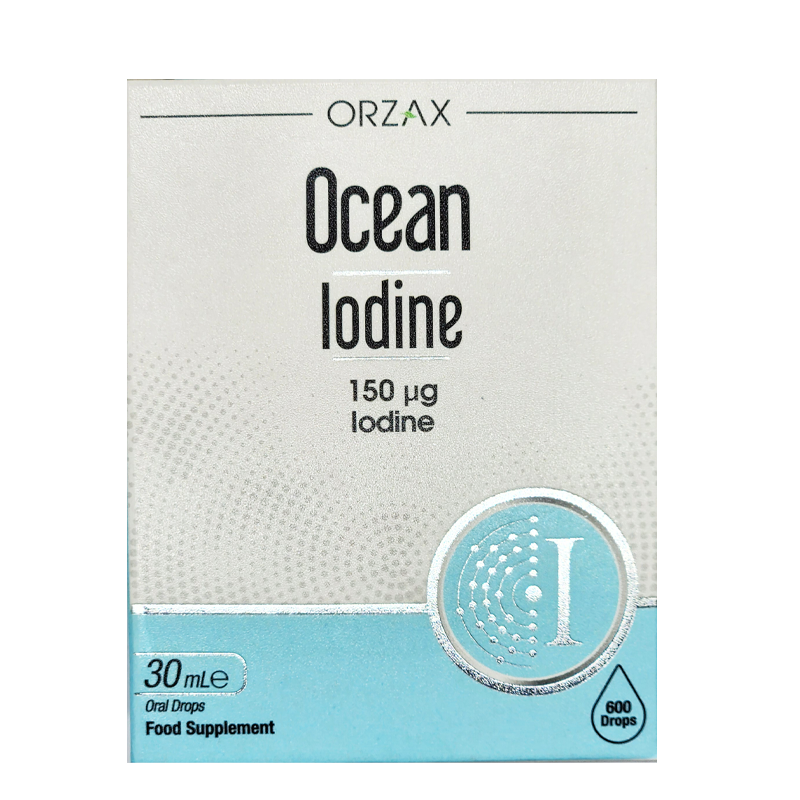 ORZAX
Ocean
Iodine
150 µg
Iodine
I
30 mL℮
Oral Drops
Food Supplement
600
Drops